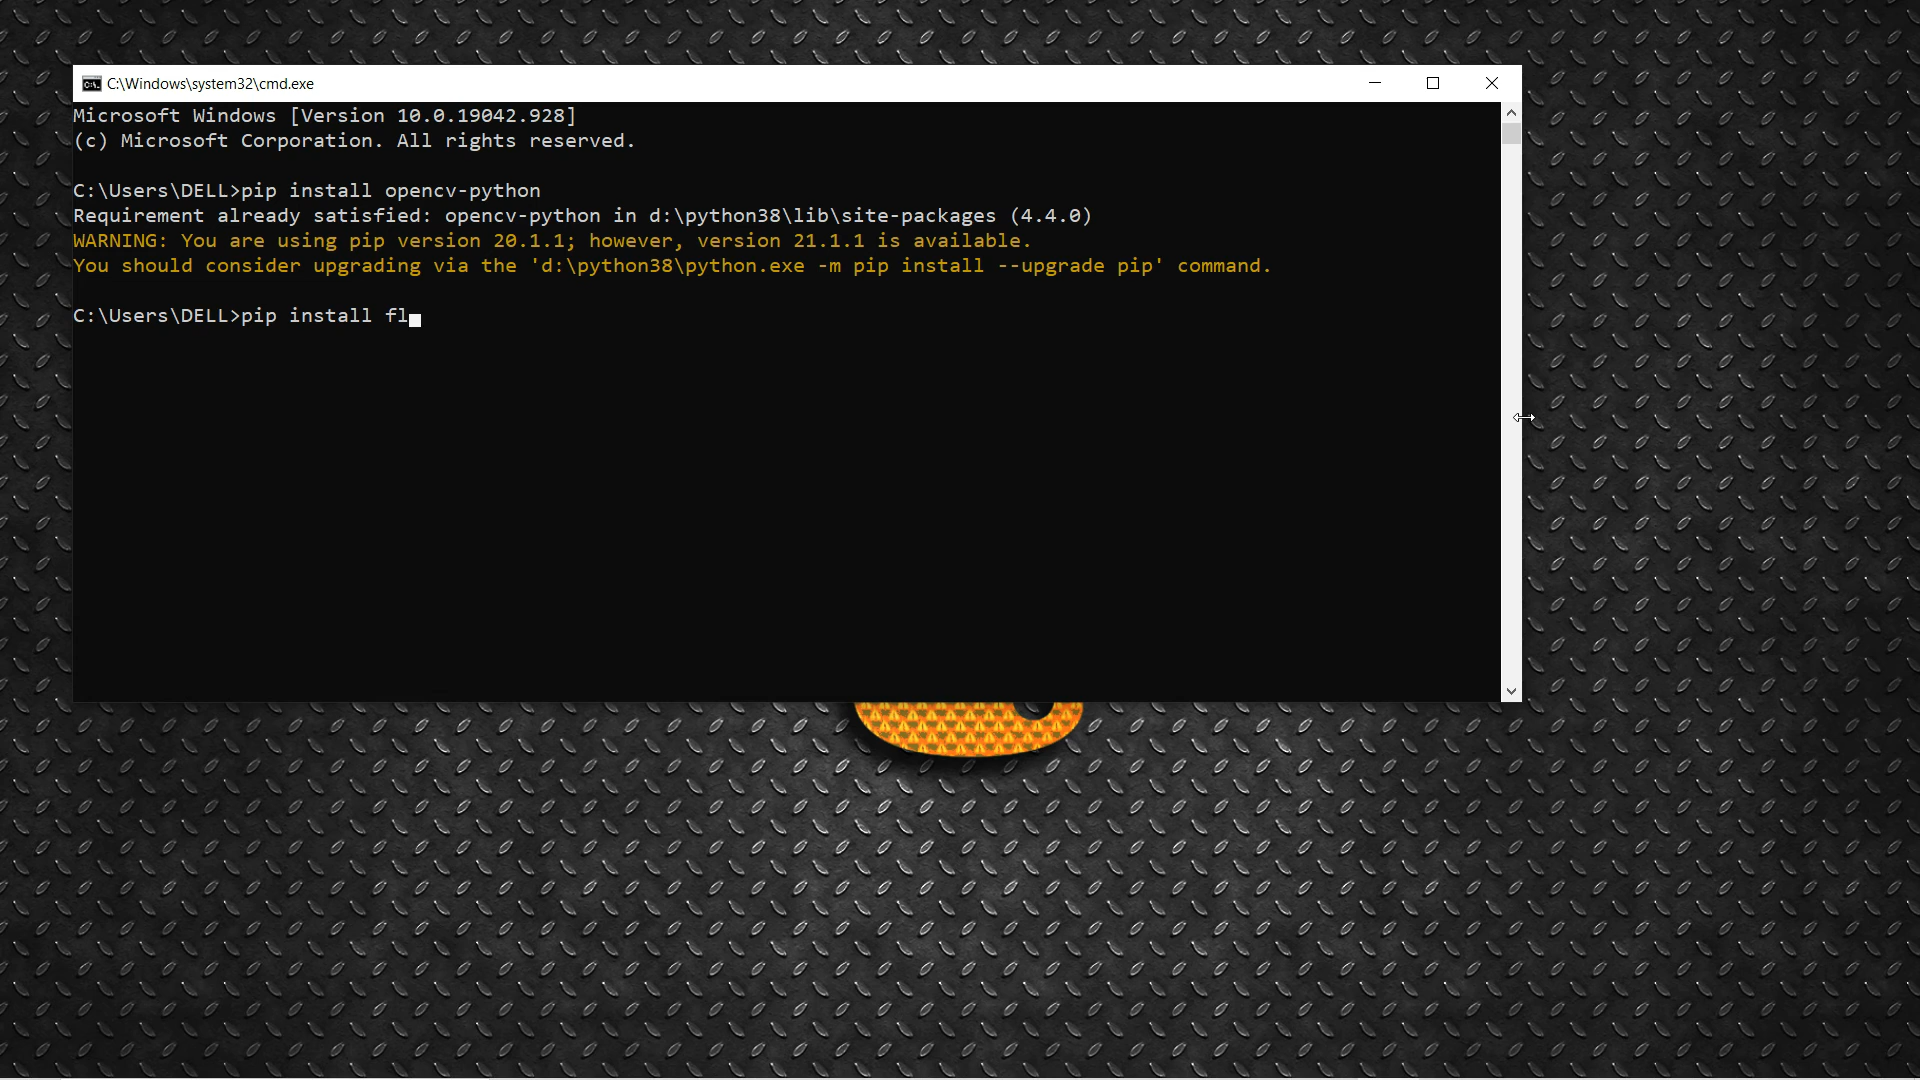 C:\Windows\system32\cmd.exe
Microsoft Windows [Version 10.0.19042.928]
(c) Microsoft Corporation. All rights reserved.
C:\Users\DELL>pip install opencv-python
Requirement already satisfied: opencv-python in d:\python38\lib\site-packages (4.4.0)
WARNING: You are using pip version 20.1.1; however, version 21.1.1 is available.
You should consider upgrading via the 'd:\python38\python.exe -m pip install --upgrade pip' command.
C:\Users\DELL>pip install fl